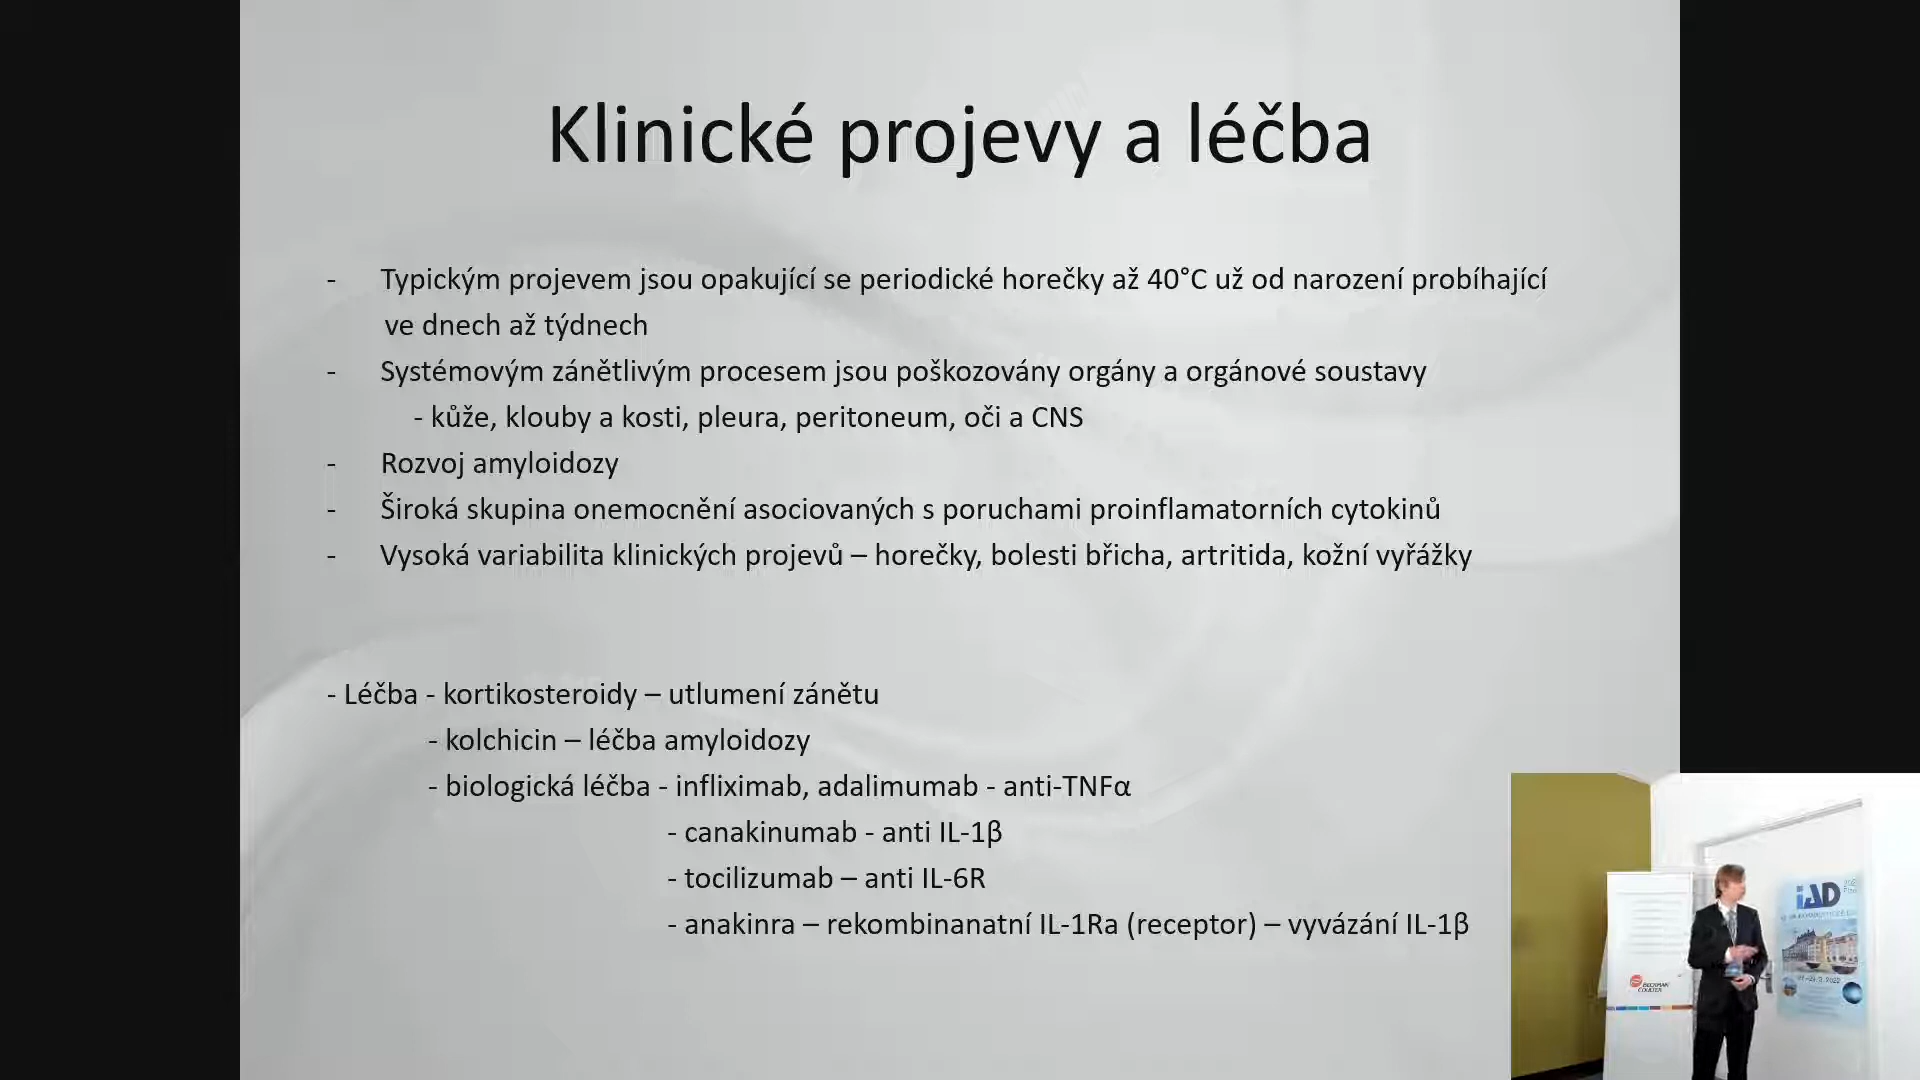 Klinické projevy a léčba
- Typickým projevem jsou opakující se periodické horečky až 40°C už od narození probíhající
ve dnech až týdnech
- Systémovým zánětlivým procesem jsou poškozovány orgány a orgánové soustavy
- kůže, klouby a kosti, pleura, peritoneum, oči a CNS
- Rozvoj amyloidozy
- Široká skupina onemocnění asociovaných s poruchami proinflamatorních cytokinů
- Vysoká variabilita klinických projevů – horečky, bolesti břicha, artritida, kožní vyřážky
- Léčba - kortikosteroidy – utlumení zánětu
- kolchicin – léčba amyloidozy
- biologická léčba - infliximab, adalimumab - anti-TNFα
- canakinumab - anti IL-1β
- tocilizumab – anti IL-6R
- anakinra – rekombinanatní IL-1Ra (receptor) – vyvázání IL-1β
BECKMAN
COULTER
iAD